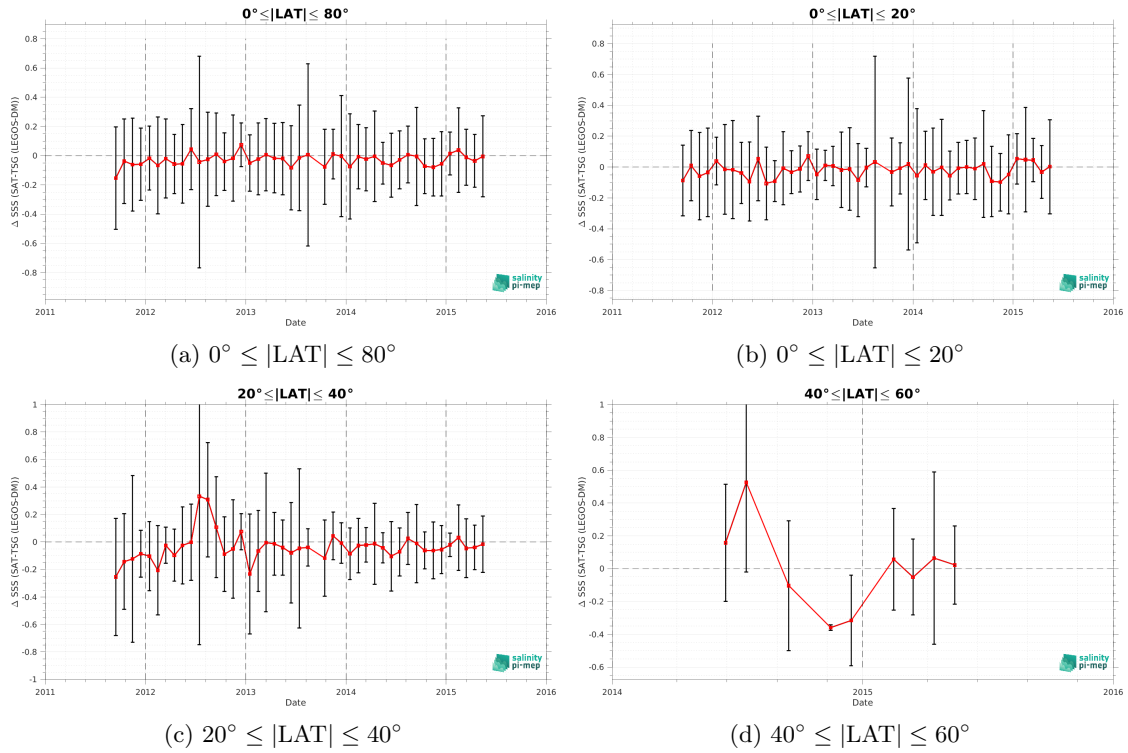 0°≤|LAT|≤ 80°
Δ SSS (SAT-TSG (LEGOS-DM))
0.8
0.6
0.4
0.2
0
-0.2
-0.4
-0.6
-0.8
2011 2012 2013 2014 2015 2016
Date
salinity
pi-mep
(a) 0° ≤ |LAT| ≤ 80°
0°≤|LAT|≤ 20°
Δ SSS (SAT-TSG (LEGOS-DM))
0.8
0.6
0.4
0.2
0
-0.2
-0.4
-0.6
-0.8
2011 2012 2013 2014 2015 2016
Date
salinity
pi-mep
(b) 0° ≤ |LAT| ≤ 20°
20°≤|LAT|≤ 40°
Δ SSS (SAT-TSG (LEGOS-DM))
1
0.8
0.6
0.4
0.2
0
-0.2
-0.4
-0.6
-0.8
-1
2011 2012 2013 2014 2015 2016
Date
salinity
pi-mep
(c) 20° ≤ |LAT| ≤ 40°
40°≤|LAT|≤ 60°
Δ SSS (SAT-TSG (LEGOS-DM))
1
0.8
0.6
0.4
0.2
0
-0.2
-0.4
-0.6
2014 2015 2016
Date
salinity
pi-mep
(d) 40° ≤ |LAT| ≤ 60°